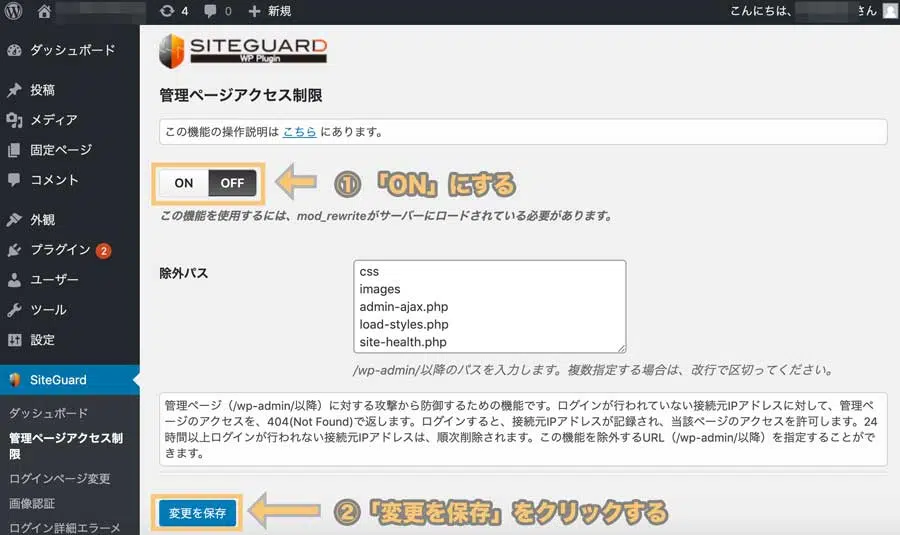 4 0 + 新規
こんにちは、 さん
SITEGUARD
WP Plugin
ダッシュボード
投稿
メディア
固定ページ
コメント
外観
プラグイン 2
ユーザー
ツール
設定
SiteGuard
ダッシュボード
管理ページアクセス制
限
ログインページ変更
画像認証
ログイン詳細エラーメ
管理ページアクセス制限
この機能の操作説明は こちら にあります。
ON OFF
① 「ON」にする
この機能を使用するには、mod_rewriteがサーバーにロードされている必要があります。
除外パス
css
images
admin-ajax.php
load-styles.php
site-health.php
/wp-admin/以降のパスを入力します。複数指定する場合は、改行で区切ってください。
管理ページ（/wp-admin/以降）に対する攻撃から防御するための機能です。ログインが行われていない接続元IPアドレスに対して、管理ペ
ージのアクセスを、404(Not Found)で返します。ログインすると、接続元IPアドレスが記録され、当該ページのアクセスを許可します。24
時間以上ログインが行われない接続元IPアドレスは、順次削除されます。この機能を除外するURL（/wp-admin/以降）を指定することがで
きます。
変更を保存
② 「変更を保存」をクリックする